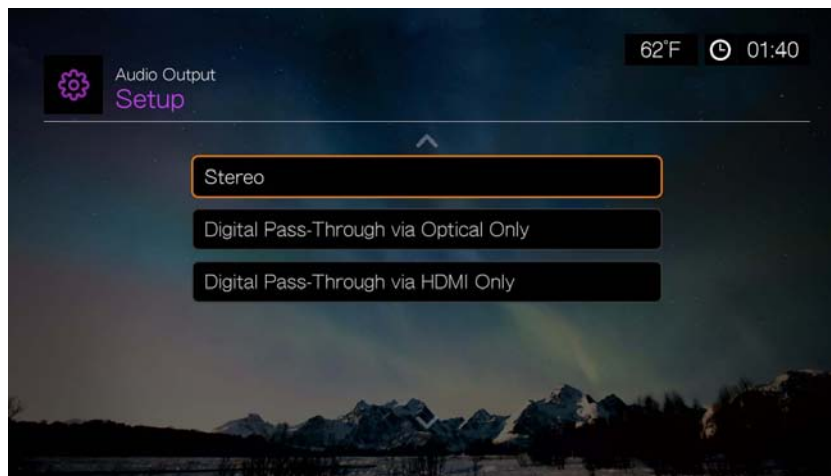 62°F 01:40
Audio Output
Setup
Stereo
Digital Pass-Through via Optical Only
Digital Pass-Through via HDMI Only